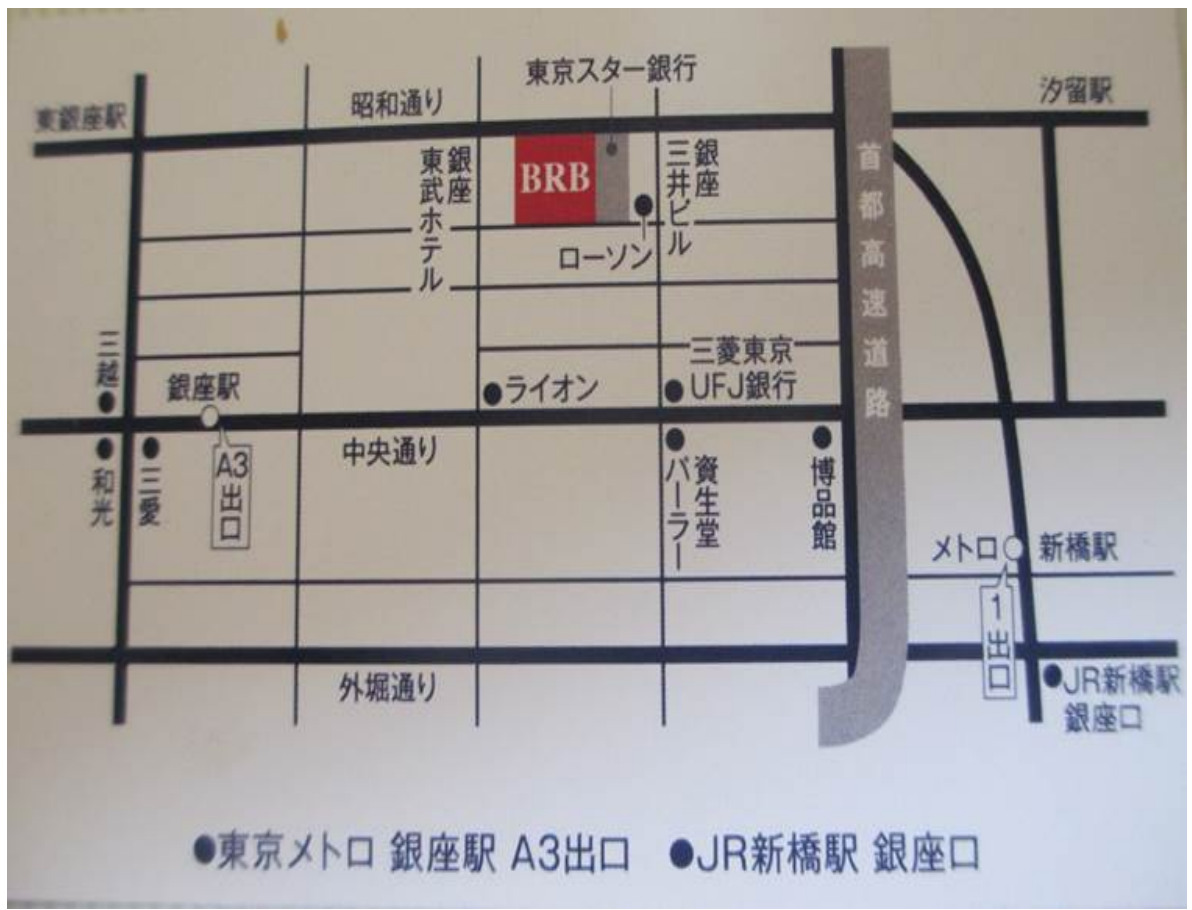 東京スター銀行
昭和通り
汐留駅
東銀座駅
銀座
東武ホテル
BRB
銀座
三井ビル
ローソン
首都高速道路
三越
銀座駅
ライオン
三菱東京
UFJ銀行
中央通り
A3出口
和光
三愛
資生堂
パーラー
博品館
メトロ
新橋駅
1出口
外堀通り
JR新橋駅
銀座口
●東京メトロ 銀座駅 A3出口 ●JR新橋駅 銀座口